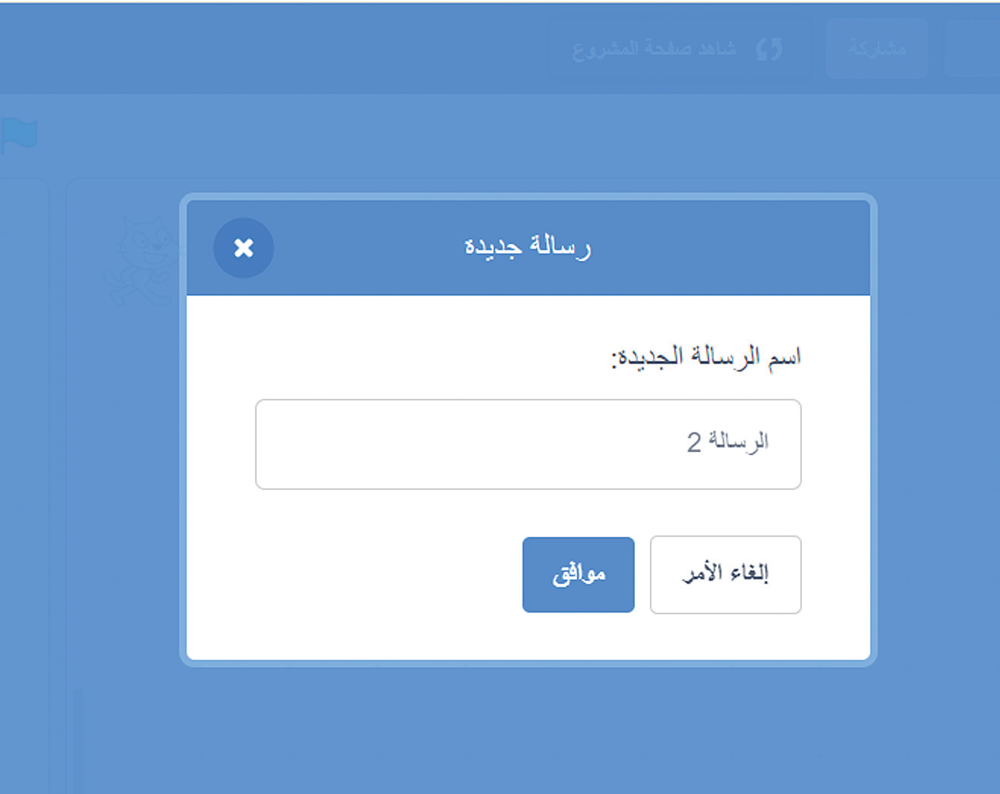 مشاركة
شاهد صفحة المشروع
رسالة جديدة
اسم الرسالة الجديدة:
الرسالة 2
إلغاء الأمر
موافق